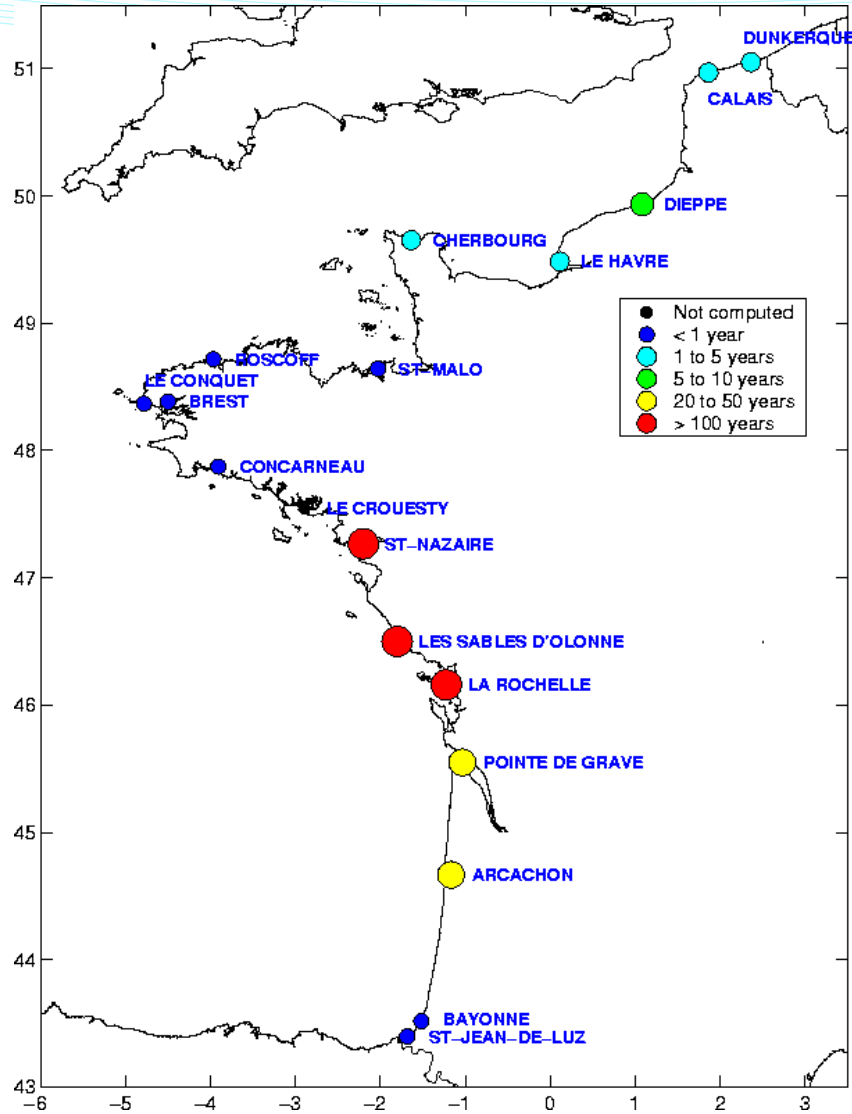 DUNKERQUE
51
CALAIS
50
DIEPPE
CHERBOURG
LE HAVRE
Not computed
< 1 year
1 to 5 years
5 to 10 years
20 to 50 years
> 100 years
49
ROSCOFF
ST−MALO
LE CONQUET
BREST
48
CONCARNEAU
LE CROUESTY
ST−NAZAIRE
47
LES SABLES D'OLONNE
LA ROCHELLE
46
POINTE DE GRAVE
45
ARCACHON
44
BAYONNE
ST−JEAN−DE−LUZ
43
−6 −5 −4 −3 −2 −1 0 1 2 3